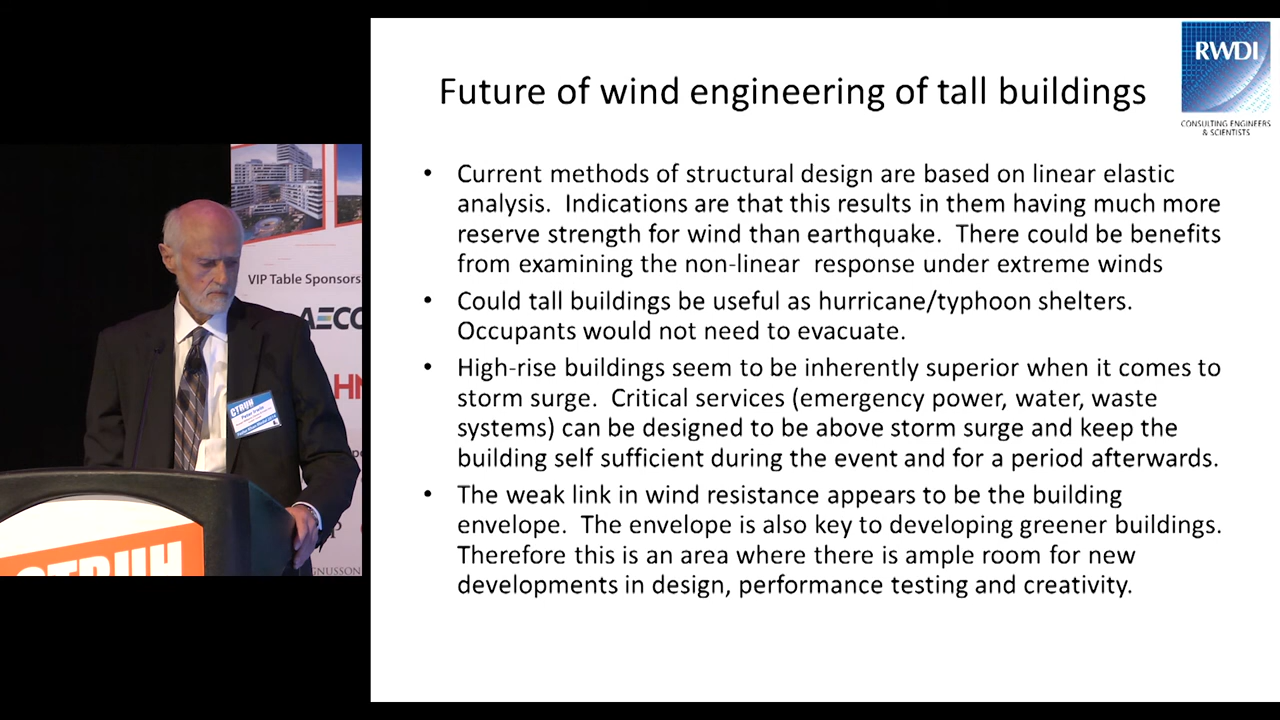 Future of wind engineering of tall buildings
RWDI
CONSULTING ENGINEERS
& SCIENTISTS
• Current methods of structural design are based on linear elastic
analysis. Indications are that this results in them having much more
reserve strength for wind than earthquake. There could be benefits
from examining the non-linear response under extreme winds
• Could tall buildings be useful as hurricane/typhoon shelters.
Occupants would not need to evacuate.
• High-rise buildings seem to be inherently superior when it comes to
storm surge. Critical services (emergency power, water, waste
systems) can be designed to be above storm surge and keep the
building self sufficient during the event and for a period afterwards.
• The weak link in wind resistance appears to be the building
envelope. The envelope is also key to developing greener buildings.
Therefore this is an area where there is ample room for new
developments in design, performance testing and creativity.
VIP Table Sponsors
AECO
HN
CTBUH
Peter Irwin
CTBUH
GNUSSON